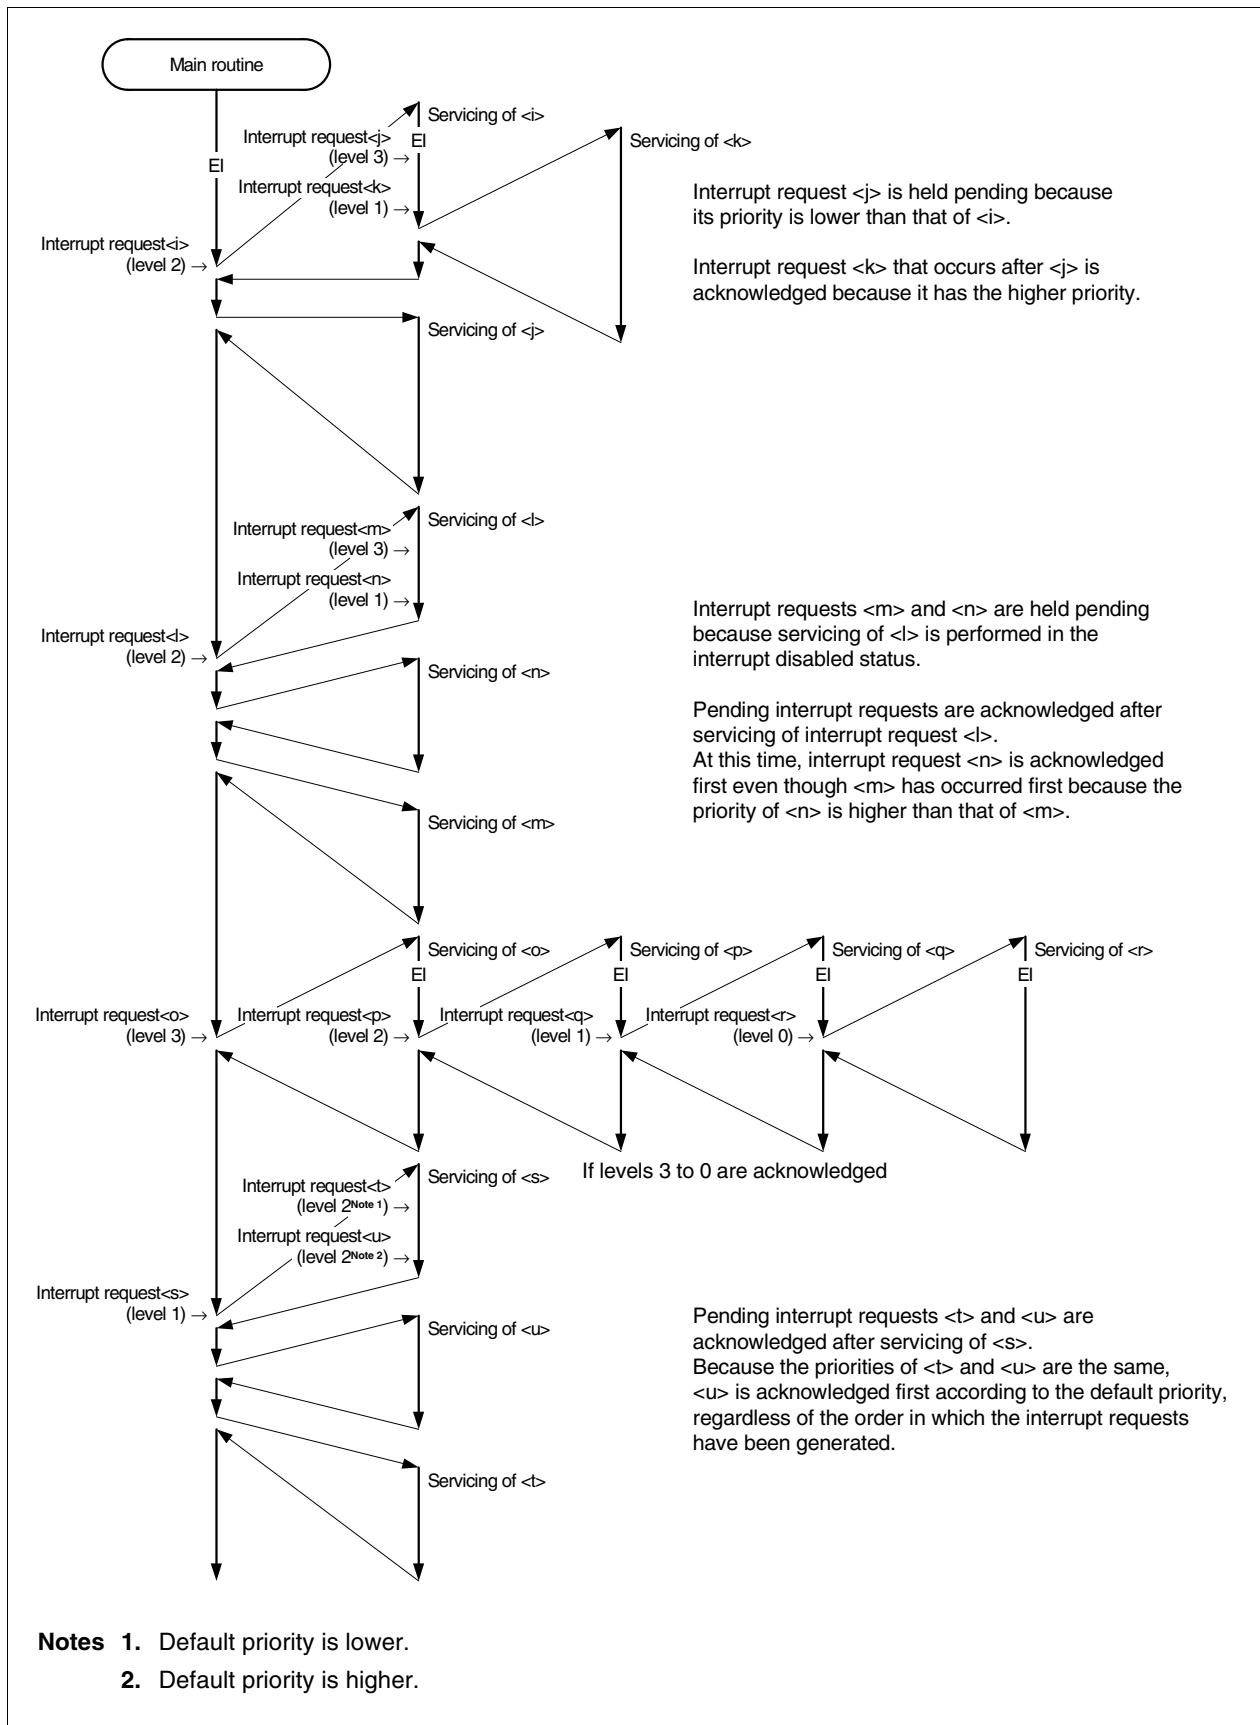 Main routine
EI
Interrupt request<i>
(level 2) →
Interrupt request<j>
(level 3) →
Interrupt request<k>
(level 1) →
EI
Servicing of <i>
Servicing of <k>
Interrupt request <j> is held pending because
its priority is lower than that of <i>.
Interrupt request <k> that occurs after <j> is
acknowledged because it has the higher priority.
Servicing of <j>
Interrupt request<l>
(level 2) →
Interrupt request<m>
(level 3) →
Interrupt request<n>
(level 1) →
Servicing of <l>
Interrupt requests <m> and <n> are held pending
because servicing of <l> is performed in the
interrupt disabled status.
Servicing of <n>
Pending interrupt requests are acknowledged after
servicing of interrupt request <l>.
At this time, interrupt request <n> is acknowledged
first even though <m> has occurred first because the
priority of <n> is higher than that of <m>.
Servicing of <m>
Servicing of <o>
Servicing of <p>
Servicing of <q>
Servicing of <r>
EI
EI
EI
EI
Interrupt request<o>
(level 3) →
Interrupt request<p>
(level 2) →
Interrupt request<q>
(level 1) →
Interrupt request<r>
(level 0) →
If levels 3 to 0 are acknowledged
Servicing of <s>
Interrupt request<t>
(level 2Note 1) →
Interrupt request<u>
(level 2Note 2) →
Interrupt request<s>
(level 1) →
Servicing of <u>
Pending interrupt requests <t> and <u> are
acknowledged after servicing of <s>.
Because the priorities of <t> and <u> are the same,
<u> is acknowledged first according to the default priority,
regardless of the order in which the interrupt requests
have been generated.
Servicing of <t>
Notes 1. Default priority is lower.
2. Default priority is higher.